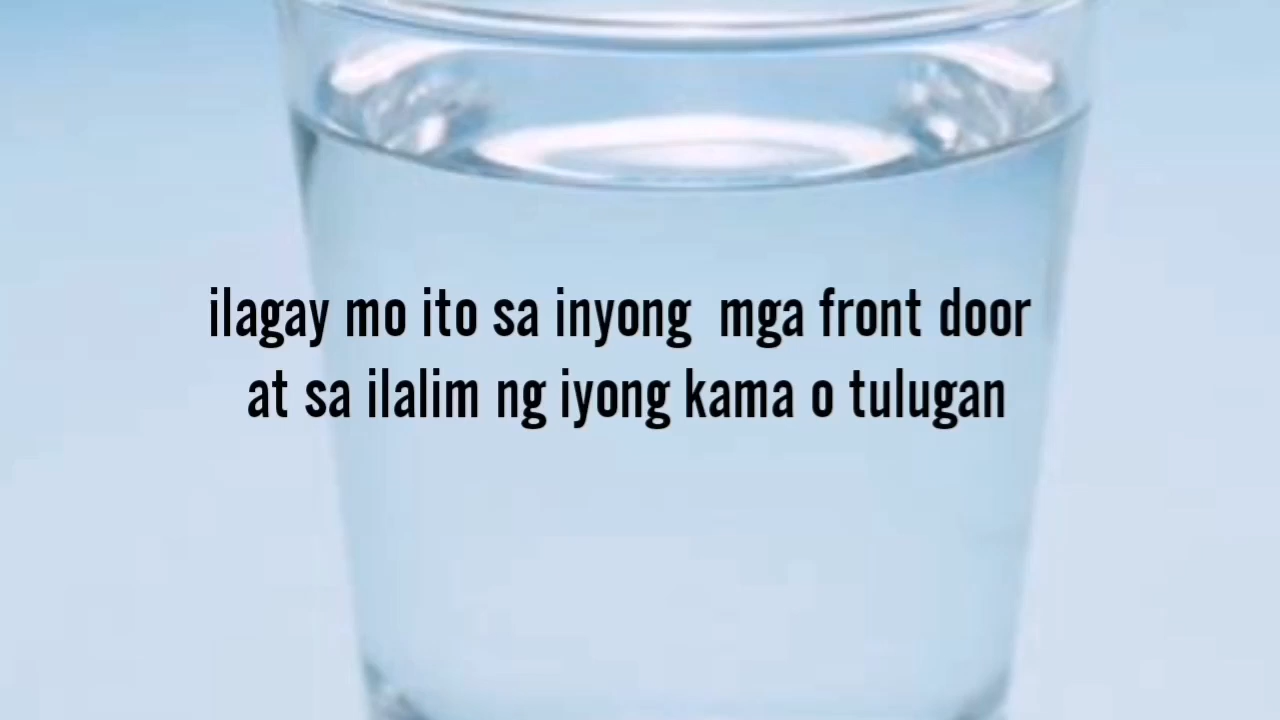 ilagay mo ito sa inyong mga front door
at sa ilalim ng iyong kama o tulugan